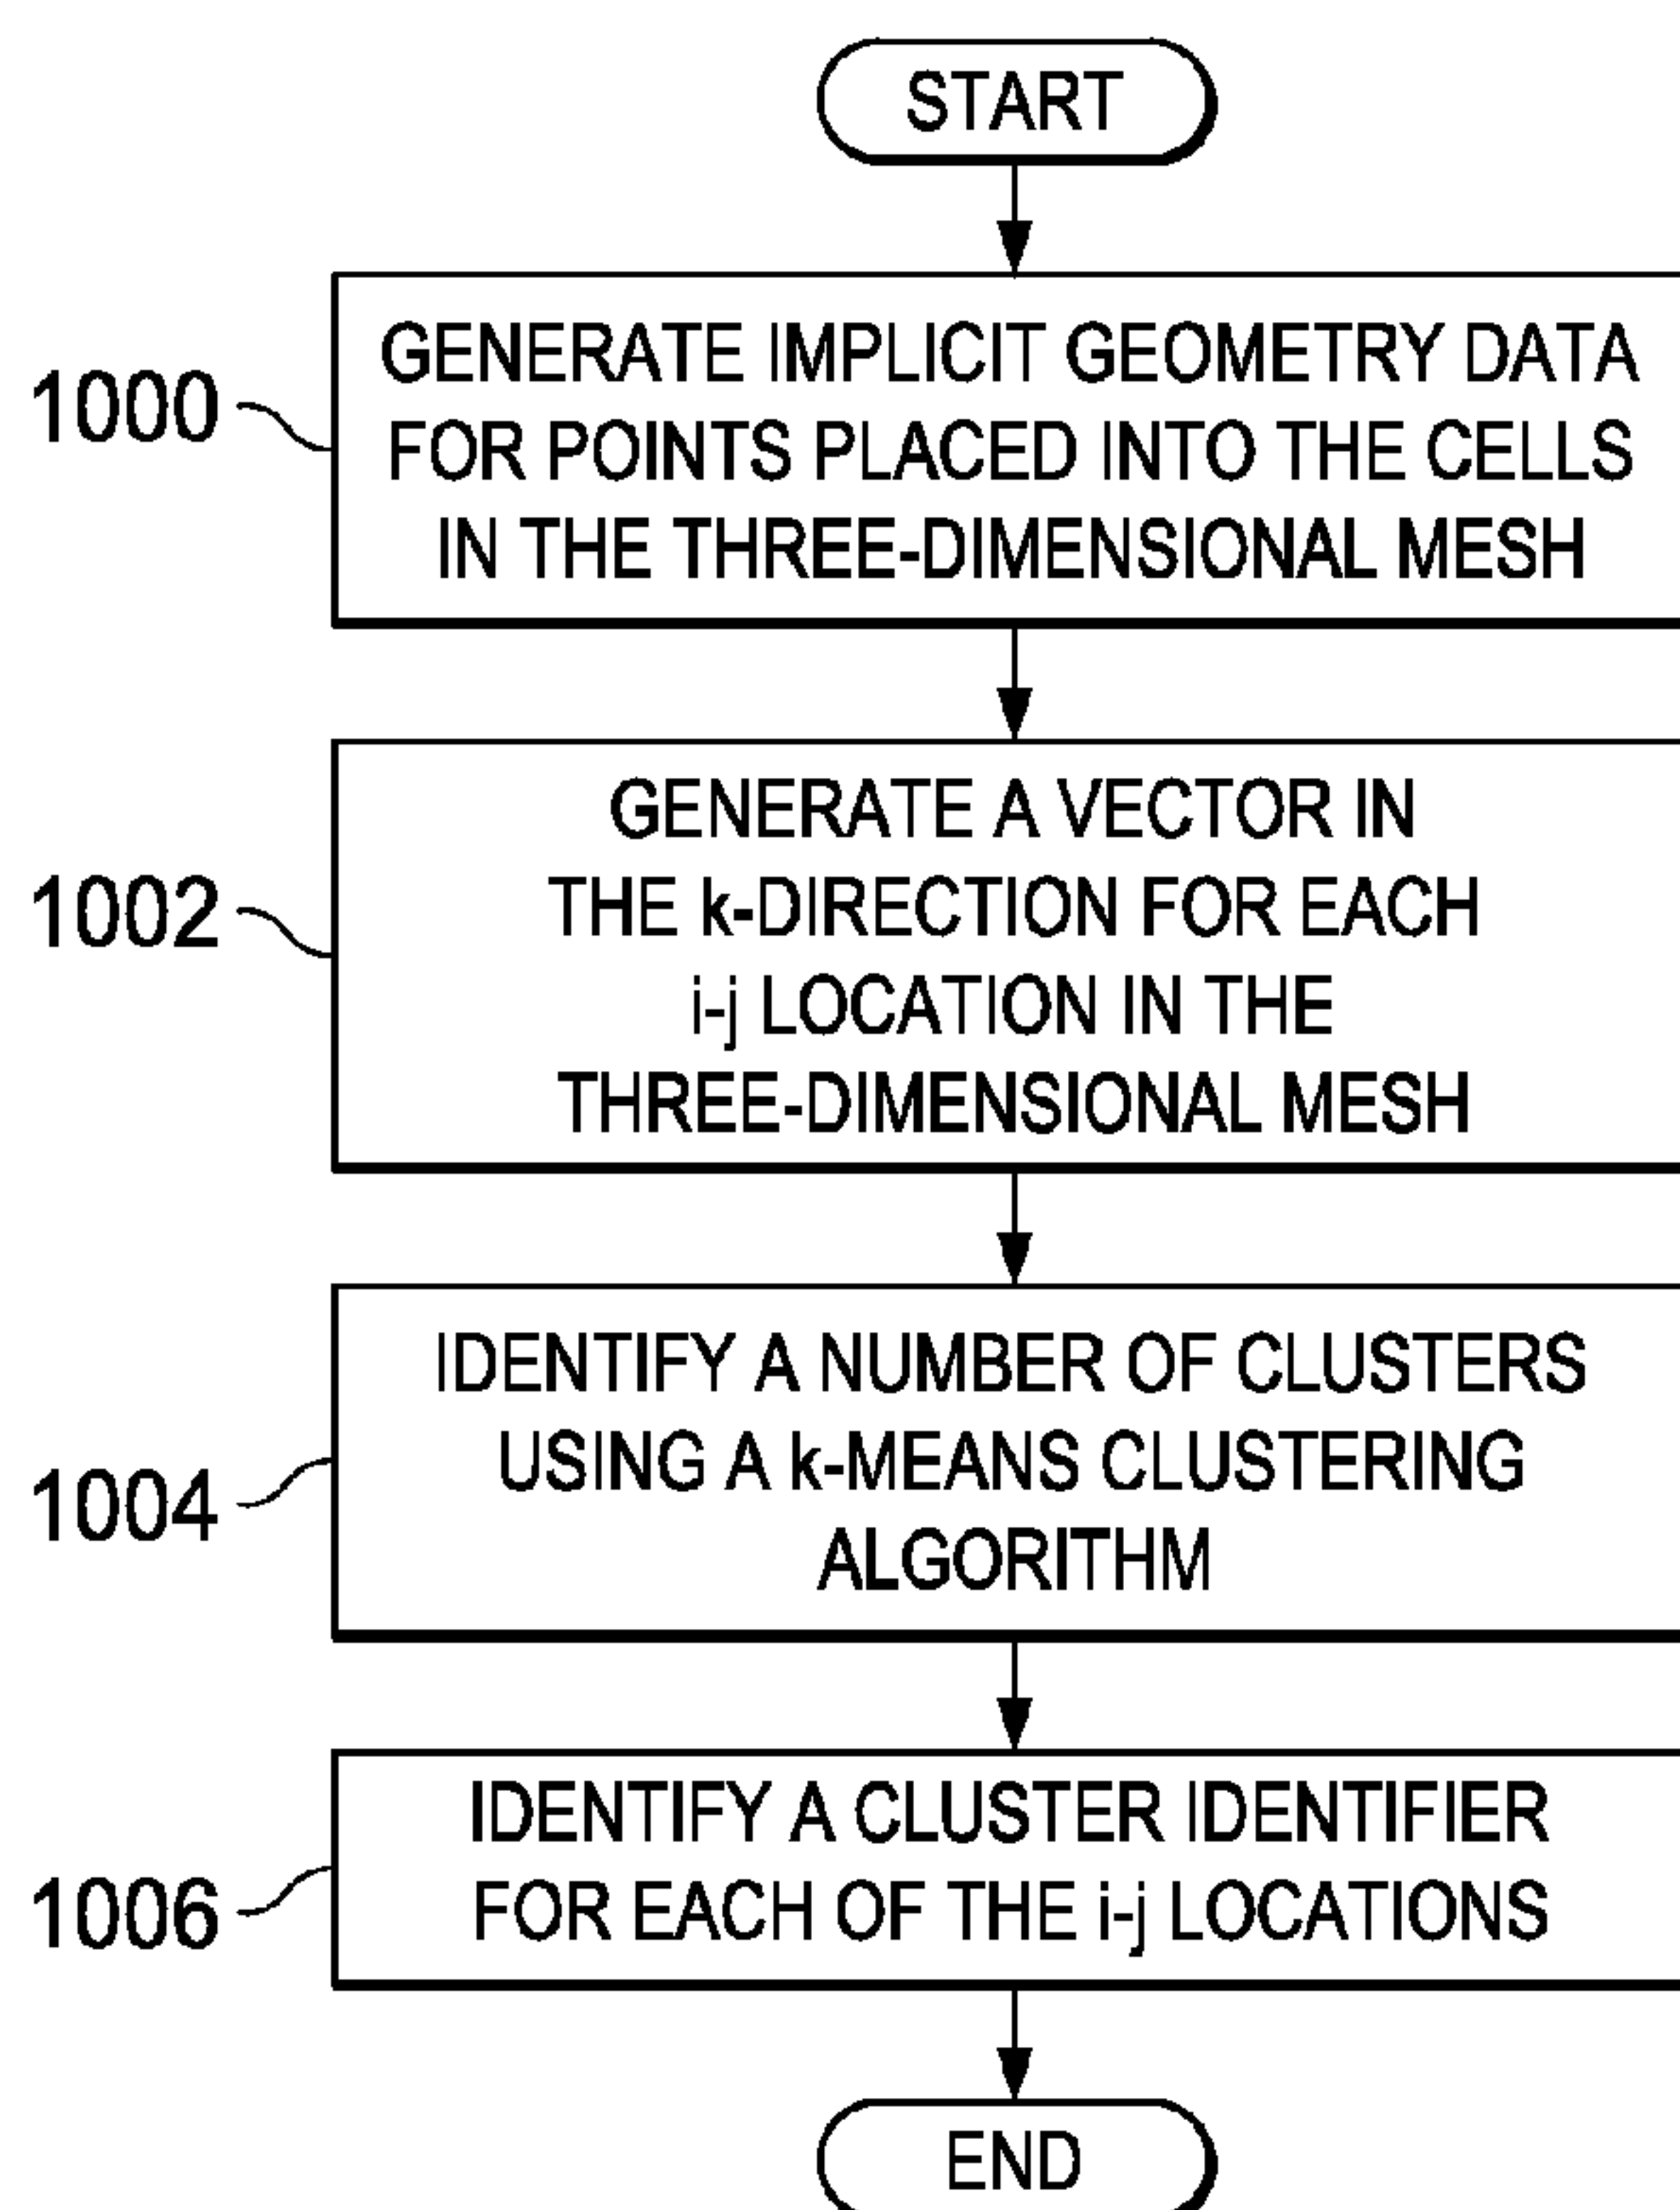 START
1000
GENERATE IMPLICIT GEOMETRY DATA
FOR POINTS PLACED INTO THE CELLS
IN THE THREE-DIMENSIONAL MESH
1002
GENERATE A VECTOR IN
THE k-DIRECTION FOR EACH
i-j LOCATION IN THE
THREE-DIMENSIONAL MESH
1004
IDENTIFY A NUMBER OF CLUSTERS
USING A k-MEANS CLUSTERING
ALGORITHM
1006
IDENTIFY A CLUSTER IDENTIFIER
FOR EACH OF THE i-j LOCATIONS
END